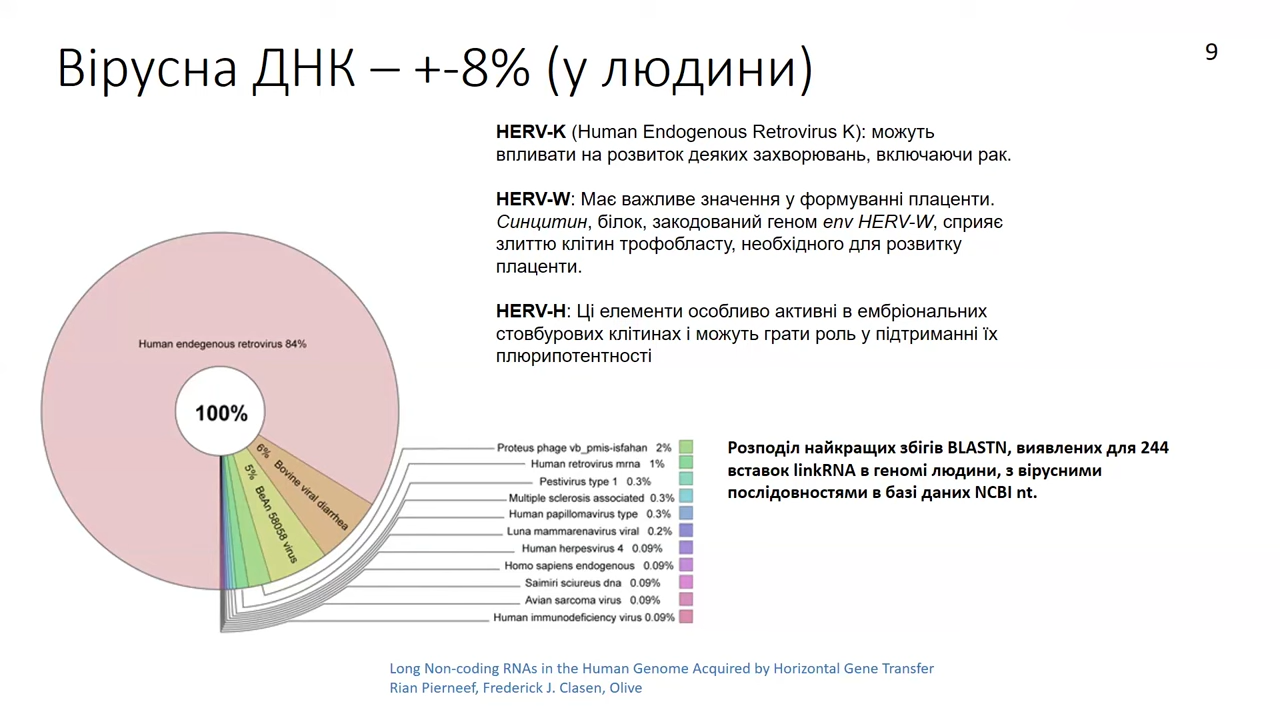 Вірусна ДНК – +-8% (у людини)
9
HERV-K (Human Endogenous Retrovirus K): можуть
впливати на розвиток деяких захворювань, включаючи рак.
HERV-W: Має важливе значення у формуванні плаценти.
Синцитин, білок, закодований геном env HERV-W, сприяє
злиттю клітин трофобласту, необхідного для розвитку
плаценти.
HERV-H: Ці елементи особливо активні в ембріональних
стовбурових клітинах і можуть грати роль у підтриманні їх
плюрипотентності
Human endegenous retrovirus 84%
100%
6% Bovine viral diarrhea
5% BeAn 58058 virus
Proteus phage vb_pmis-isfahan 2%
Human retrovirus mrna 1%
Pestivirus type 1 0.3%
Multiple sclerosis associated 0.3%
Human papillomavirus type 0.3%
Luna mammarenavirus viral 0.2%
Human herpesvirus 4 0.09%
Homo sapiens endogenous 0.09%
Saimiri sciureus dna 0.09%
Avian sarcoma virus 0.09%
Human immunodeficiency virus 0.09%
Розподіл найкращих збігів BLASTN, виявлених для 244
вставок linkRNA в геномі людини, з вірусними
послідовностями в базі даних NCBI nt.
Long Non-coding RNAs in the Human Genome Acquired by Horizontal Gene Transfer
Rian Pierneef, Frederick J. Clasen, Olive